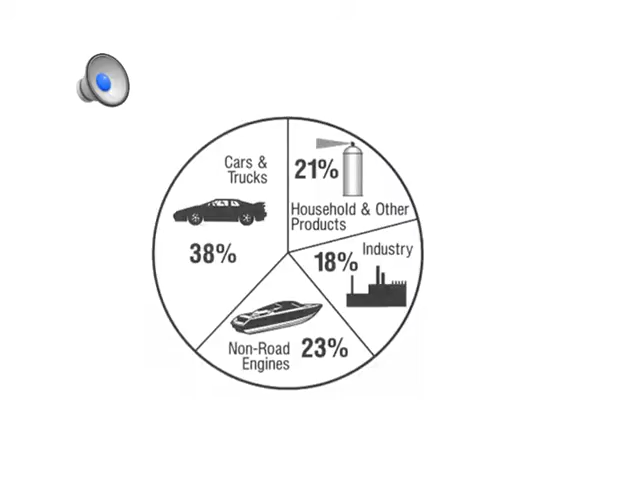 Cars &
Trucks
38%
21%
Household & Other
Products
Industry
18%
Non-Road
Engines
23%